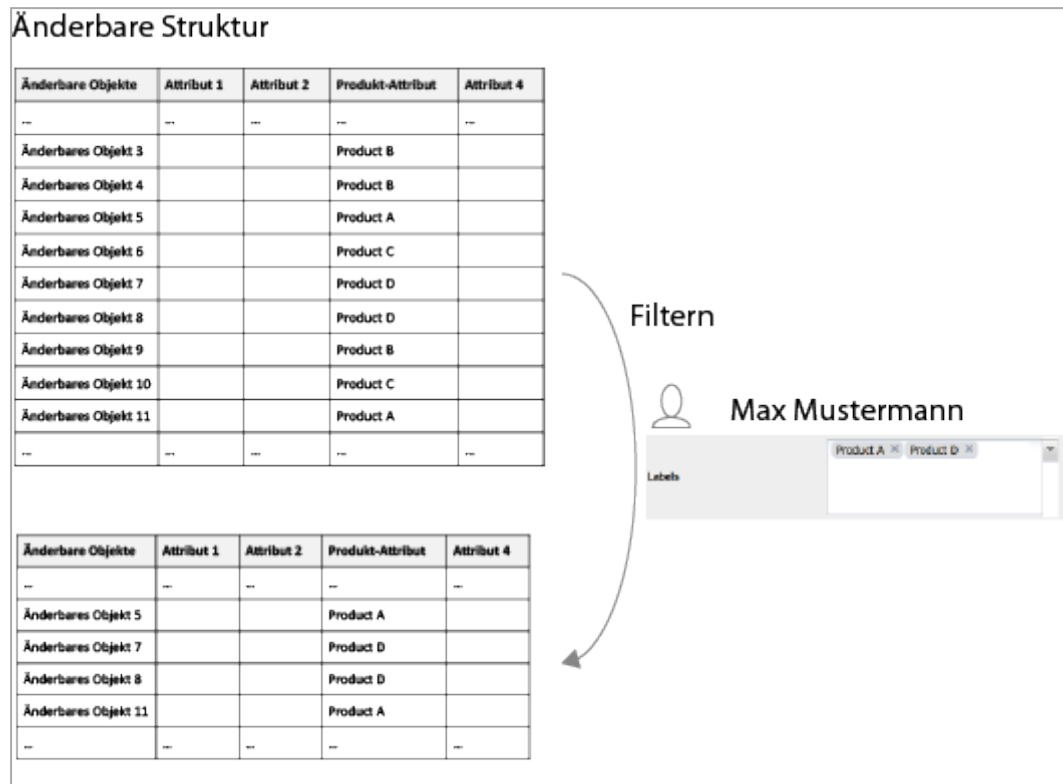 Änderbare Struktur
Änderbare Objekte Attribut 1 Attribut 2 Produkt-Attribut Attribut 4
... ... ... ... ...
Änderbares Objekt 3 Product B
Änderbares Objekt 4 Product B
Änderbares Objekt 5 Product A
Änderbares Objekt 6 Product C
Änderbares Objekt 7 Product D
Änderbares Objekt 8 Product D
Änderbares Objekt 9 Product B
Änderbares Objekt 10 Product C
Änderbares Objekt 11 Product A
... ... ... ... ...
Filtern
Max Mustermann
Labels Product A × Product D ×
Änderbare Objekte Attribut 1 Attribut 2 Produkt-Attribut Attribut 4
... ... ... ... ...
Änderbares Objekt 5 Product A
Änderbares Objekt 7 Product D
Änderbares Objekt 8 Product D
Änderbares Objekt 11 Product A
... ... ... ... ...